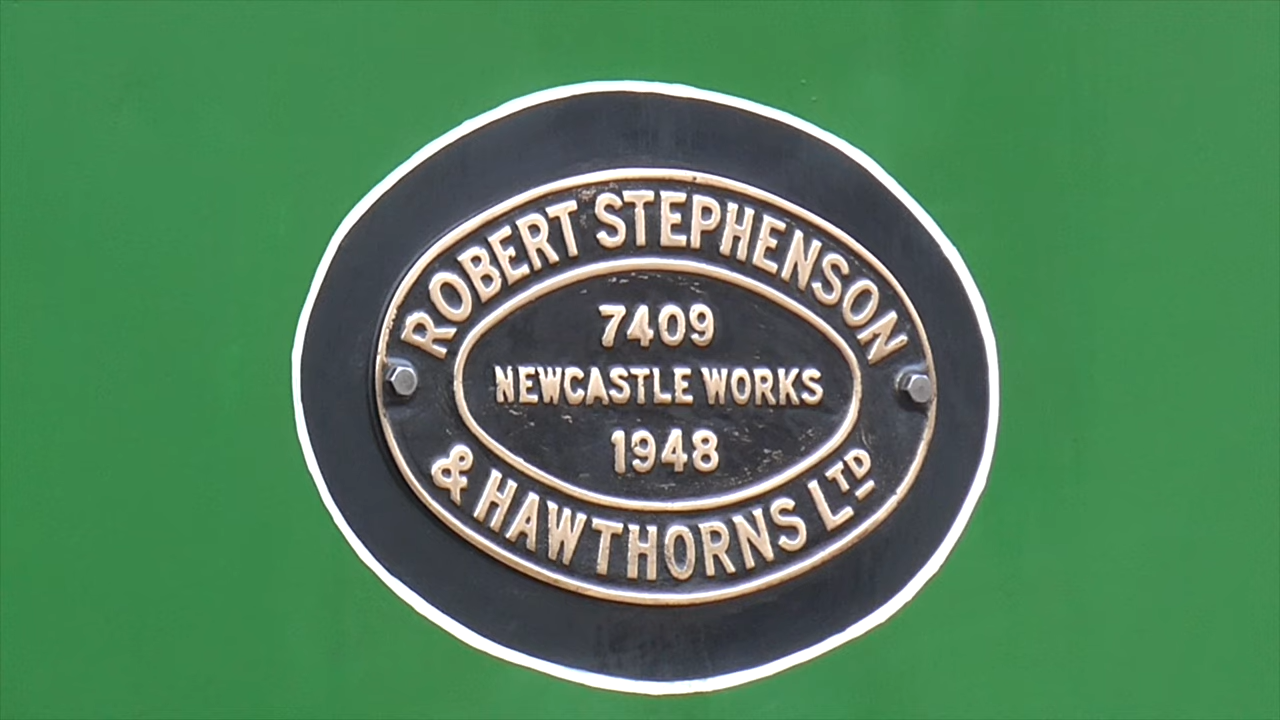 ROBERT STEPHENSON
7409
NEWCASTLE WORKS
1948
& HAWTHORNS LTD